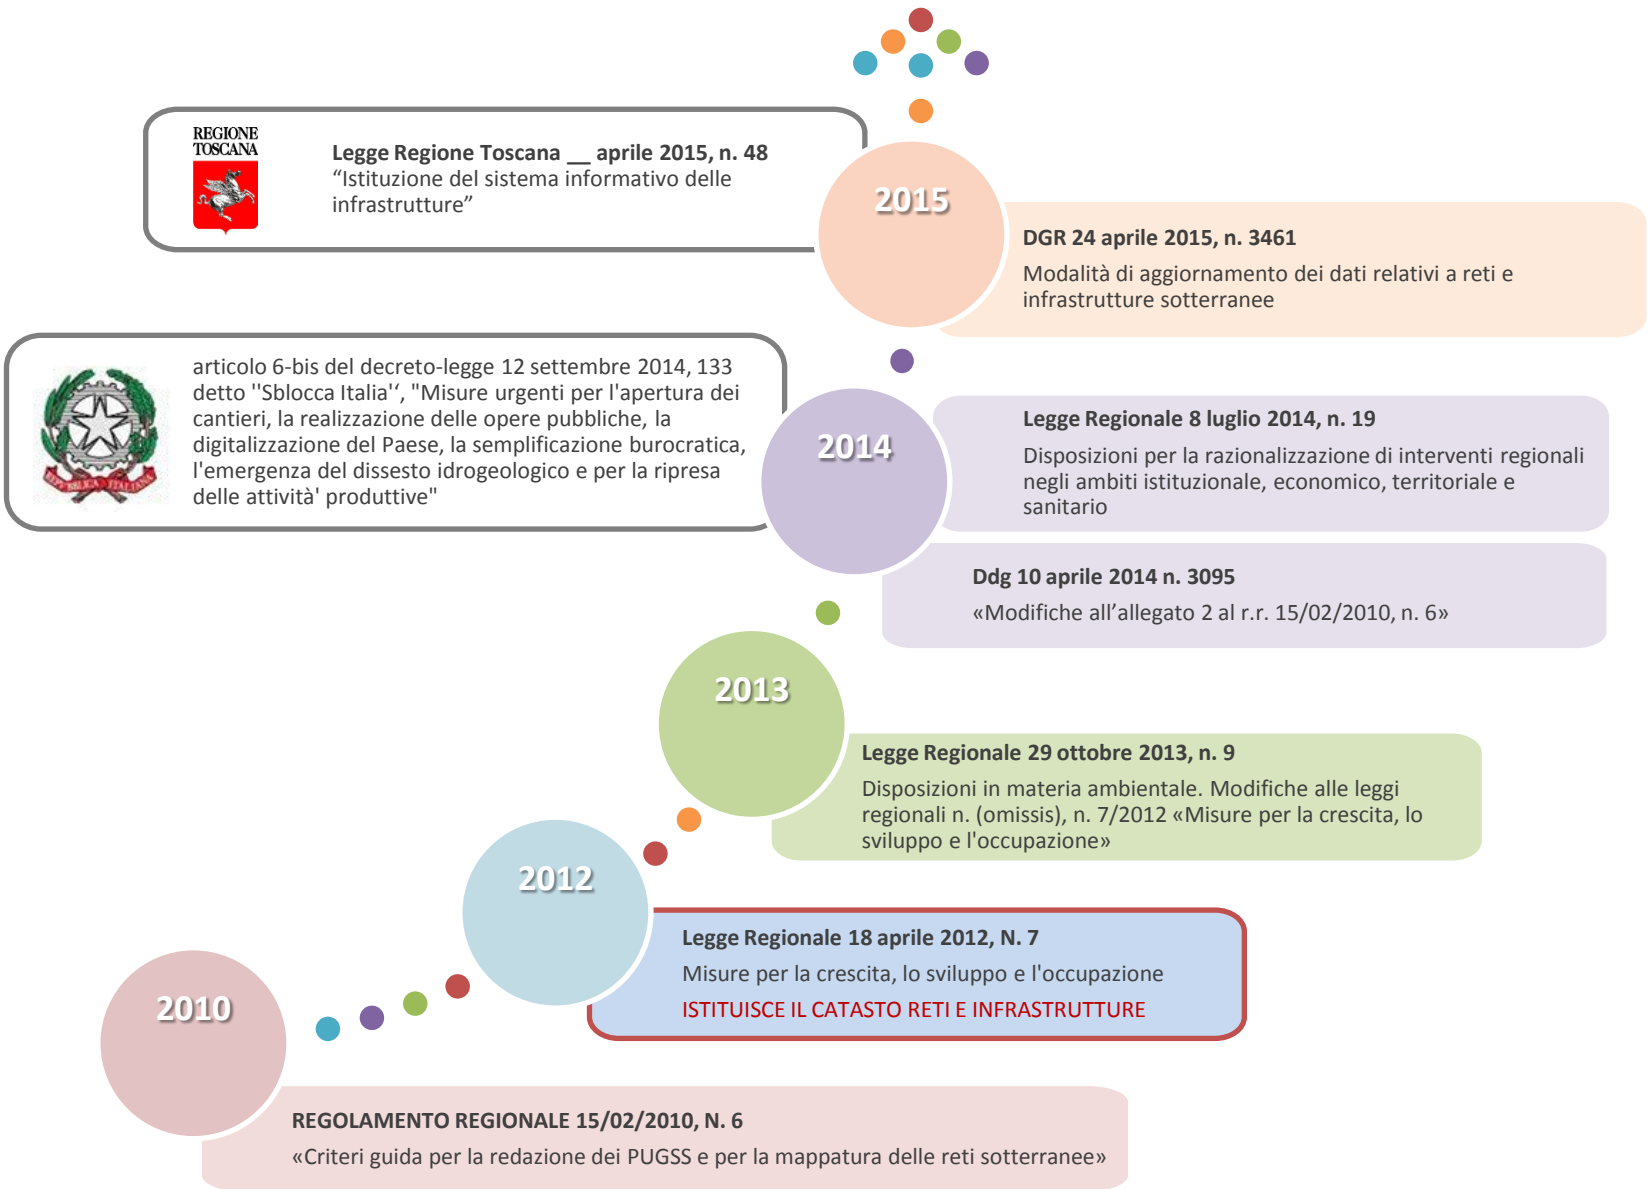 REGIONE
TOSCANA
Legge Regione Toscana __ aprile 2015, n. 48
“Istituzione del sistema informativo delle
infrastrutture”
2015
DGR 24 aprile 2015, n. 3461
Modalità di aggiornamento dei dati relativi a reti e
infrastrutture sotterranee
articolo 6-bis del decreto-legge 12 settembre 2014, 133
detto ''Sblocca Italia'‘, "Misure urgenti per l'apertura dei
cantieri, la realizzazione delle opere pubbliche, la
digitalizzazione del Paese, la semplificazione burocratica,
l'emergenza del dissesto idrogeologico e per la ripresa
delle attività' produttive"
2014
Legge Regionale 8 luglio 2014, n. 19
Disposizioni per la razionalizzazione di interventi regionali
negli ambiti istituzionale, economico, territoriale e
sanitario
Ddg 10 aprile 2014 n. 3095
«Modifiche all’allegato 2 al r.r. 15/02/2010, n. 6»
2013
Legge Regionale 29 ottobre 2013, n. 9
Disposizioni in materia ambientale. Modifiche alle leggi
regionali n. (omissis), n. 7/2012 «Misure per la crescita, lo
sviluppo e l'occupazione»
2012
Legge Regionale 18 aprile 2012, N. 7
Misure per la crescita, lo sviluppo e l'occupazione
ISTITUISCE IL CATASTO RETI E INFRASTRUTTURE
2010
REGOLAMENTO REGIONALE 15/02/2010, N. 6
«Criteri guida per la redazione dei PUGSS e per la mappatura delle reti sotterranee»